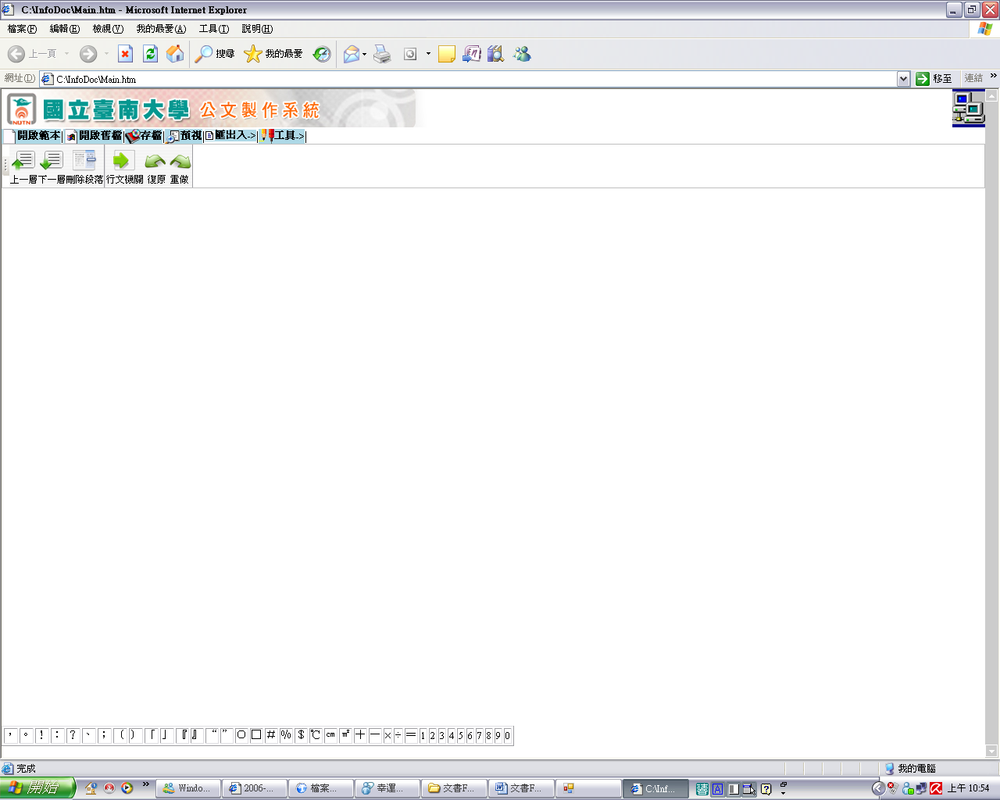 C:\InfoDoc\Main.htm - Microsoft Internet Explorer
檔案(F) 編輯(E) 檢視(V) 我的最愛(A) 工具(T) 說明(H)
上一頁 搜尋 我的最愛
網址(D) C:\InfoDoc\Main.htm 移至 連結 »
NUTN 國立臺南大學 公文製作系統
開啟範本 開啟舊檔 存檔 預視 匯出入-> 工具->
上一層 下一層 刪除段落 行文機關 復原 重做
， 。 ！ ： ？ 、 ； （ ） 「 」 『 』 “ ” ○ □ # % $ ℃ ㎝ ㎡ ＋ － × ÷ ＝ 1 2 3 4 5 6 7 8 9 0
完成 我的電腦
開始 » Windo... 2006-... 檔案... 幸運... 文書F... 文書F... C:\Inf... 上午 10:54